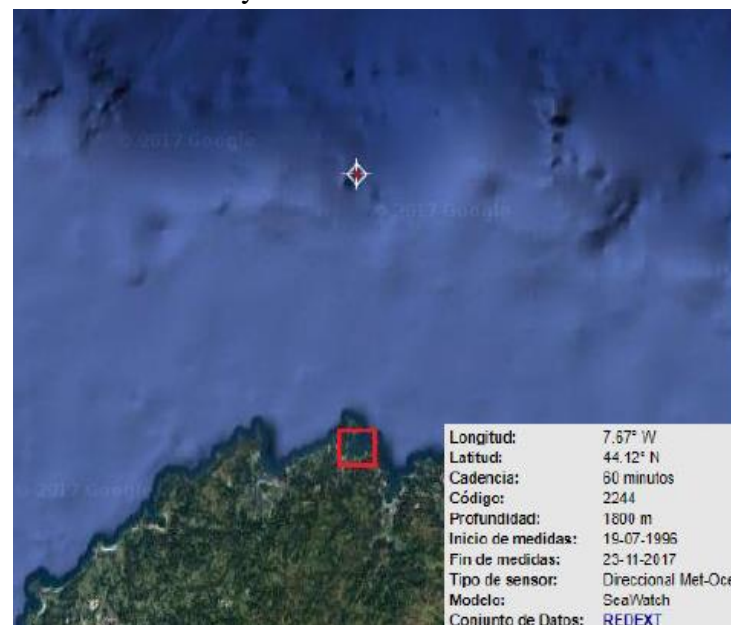 y
© 2017 Google
© 2017 Google
© 2017 Google
Longitud: 7.67° W
Latitud: 44.12° N
Cadencia: 60 minutos
Código: 2244
Profundidad: 1800 m
Inicio de medidas: 19-07-1996
Fin de medidas: 23-11-2017
Tipo de sensor: Direccional Met-Oce
Modelo: SeaWatch
Conjunto de Datos: REDEXT